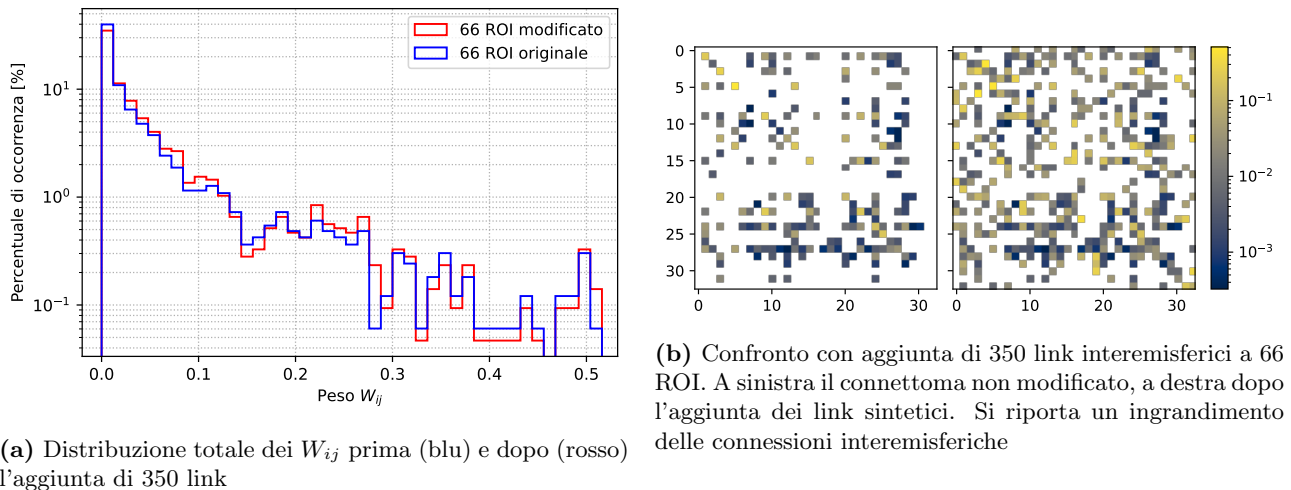 66 ROI modificato
66 ROI originale
Percentuale di occorrenza [%]
10¹
10⁰
10⁻¹
0.0 0.1 0.2 0.3 0.4 0.5
Peso W_ij
(a) Distribuzione totale dei W_ij prima (blu) e dopo (rosso)
l'aggiunta di 350 link
0
5
10
15
20
25
30
0 10 20 30
0 10 20 30
10⁻¹
10⁻²
10⁻³
(b) Confronto con aggiunta di 350 link interemisferici a 66
ROI. A sinistra il connettoma non modificato, a destra dopo
l'aggiunta dei link sintetici. Si riporta un ingrandimento
delle connessioni interemisferiche